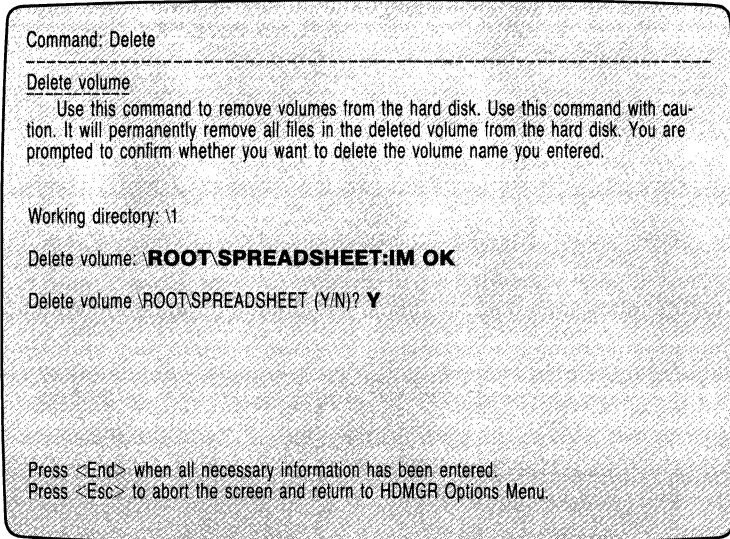 Command: Delete
Delete volume
Use this command to remove volumes from the hard disk. Use this command with cau-
tion. It will permanently remove all files in the deleted volume from the hard disk. You are
prompted to confirm whether you want to delete the volume name you entered.
Working directory: \1
Delete volume: \ROOT\SPREADSHEET:IM OK
Delete volume \ROOT\SPREADSHEET (Y/N)? Y
Press <End> when all necessary information has been entered.
Press <Esc> to abort the screen and return to HDMGR Options Menu.